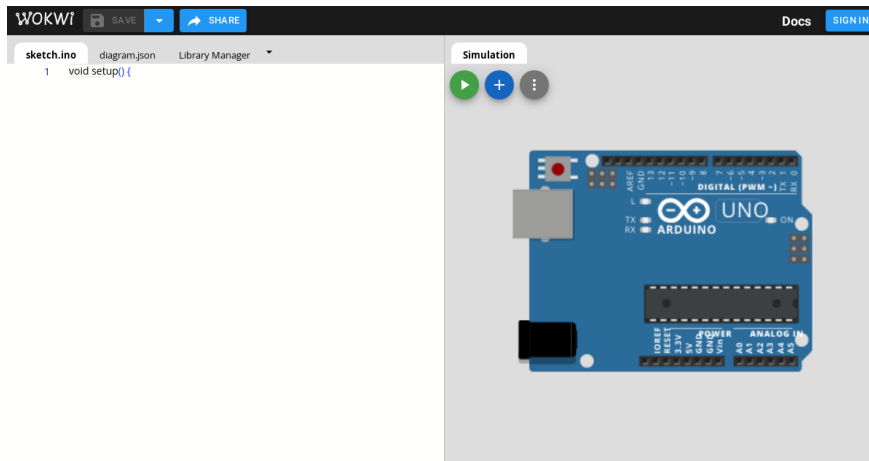 WOKWI SAVE SHARE Docs SIGN IN
sketch.ino diagram.json Library Manager
1 void setup() {
Simulation
AREF GND 13 12 ~11 ~10 ~9 8 7 ~6 ~5 4 ~3 2 TX 1 RX 0
DIGITAL (PWM ~)
L
UNO
TX ON
RX ARDUINO
POWER ANALOG IN
IOREF RESET 3.3V 5V GND GND Vin A0 A1 A2 A3 A4 A5